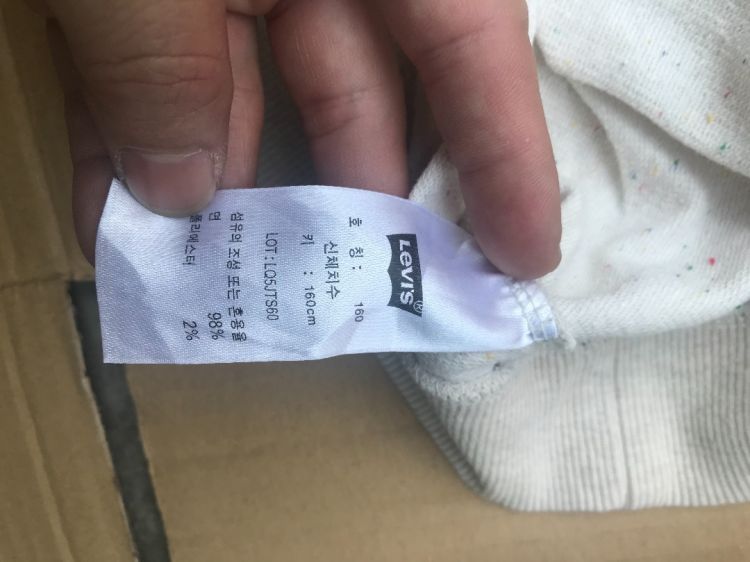 LEVI'S®
호 칭 : 160
신체치수
키 : 160cm
LOT:LQ5JTS60
섬유의 조성 또는 혼용율
면 98%
폴리에스터 2%